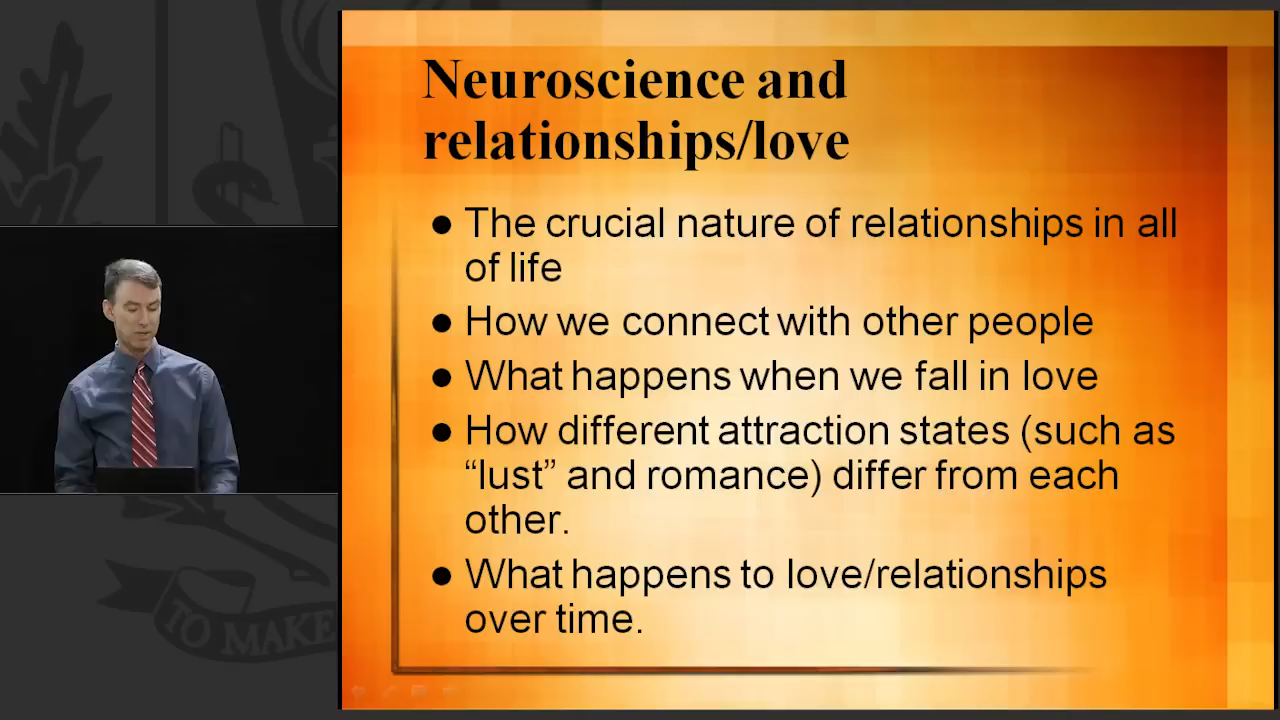 Neuroscience and
relationships/love
● The crucial nature of relationships in all
of life
● How we connect with other people
● What happens when we fall in love
● How different attraction states (such as
“lust” and romance) differ from each
other.
● What happens to love/relationships
over time.
TO MAKE